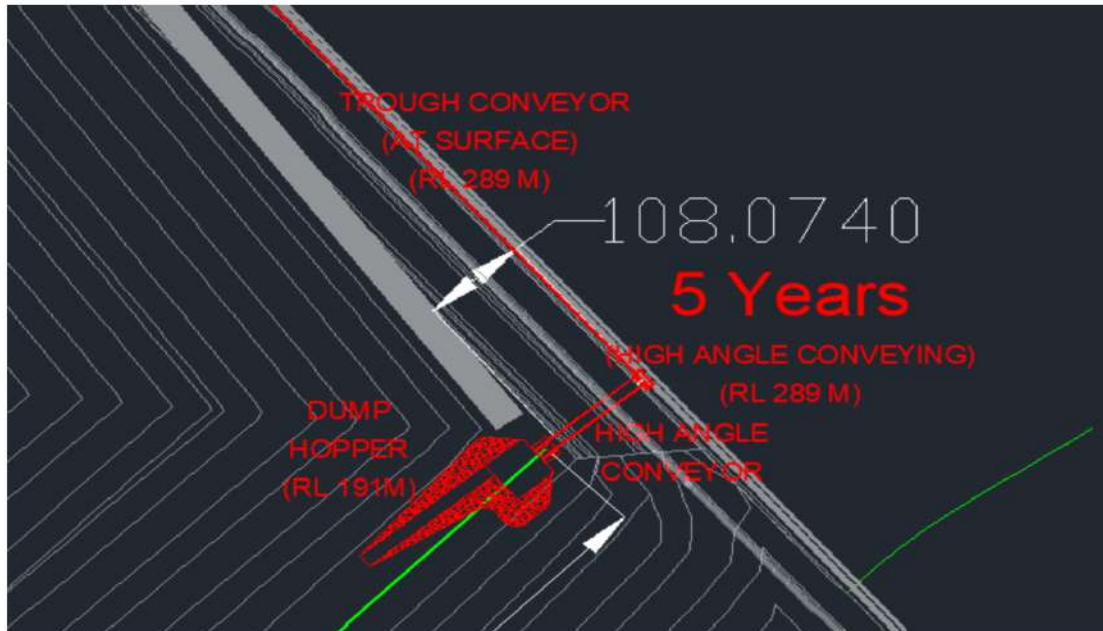 TROUGH CONVEYOR
(AT SURFACE)
(RL 289 M)
108.0740
5 Years
(HIGH ANGLE CONVEYING)
(RL 289 M)
DUMP
HOPPER
(RL 191M)
HIGH ANGLE
CONVEYOR